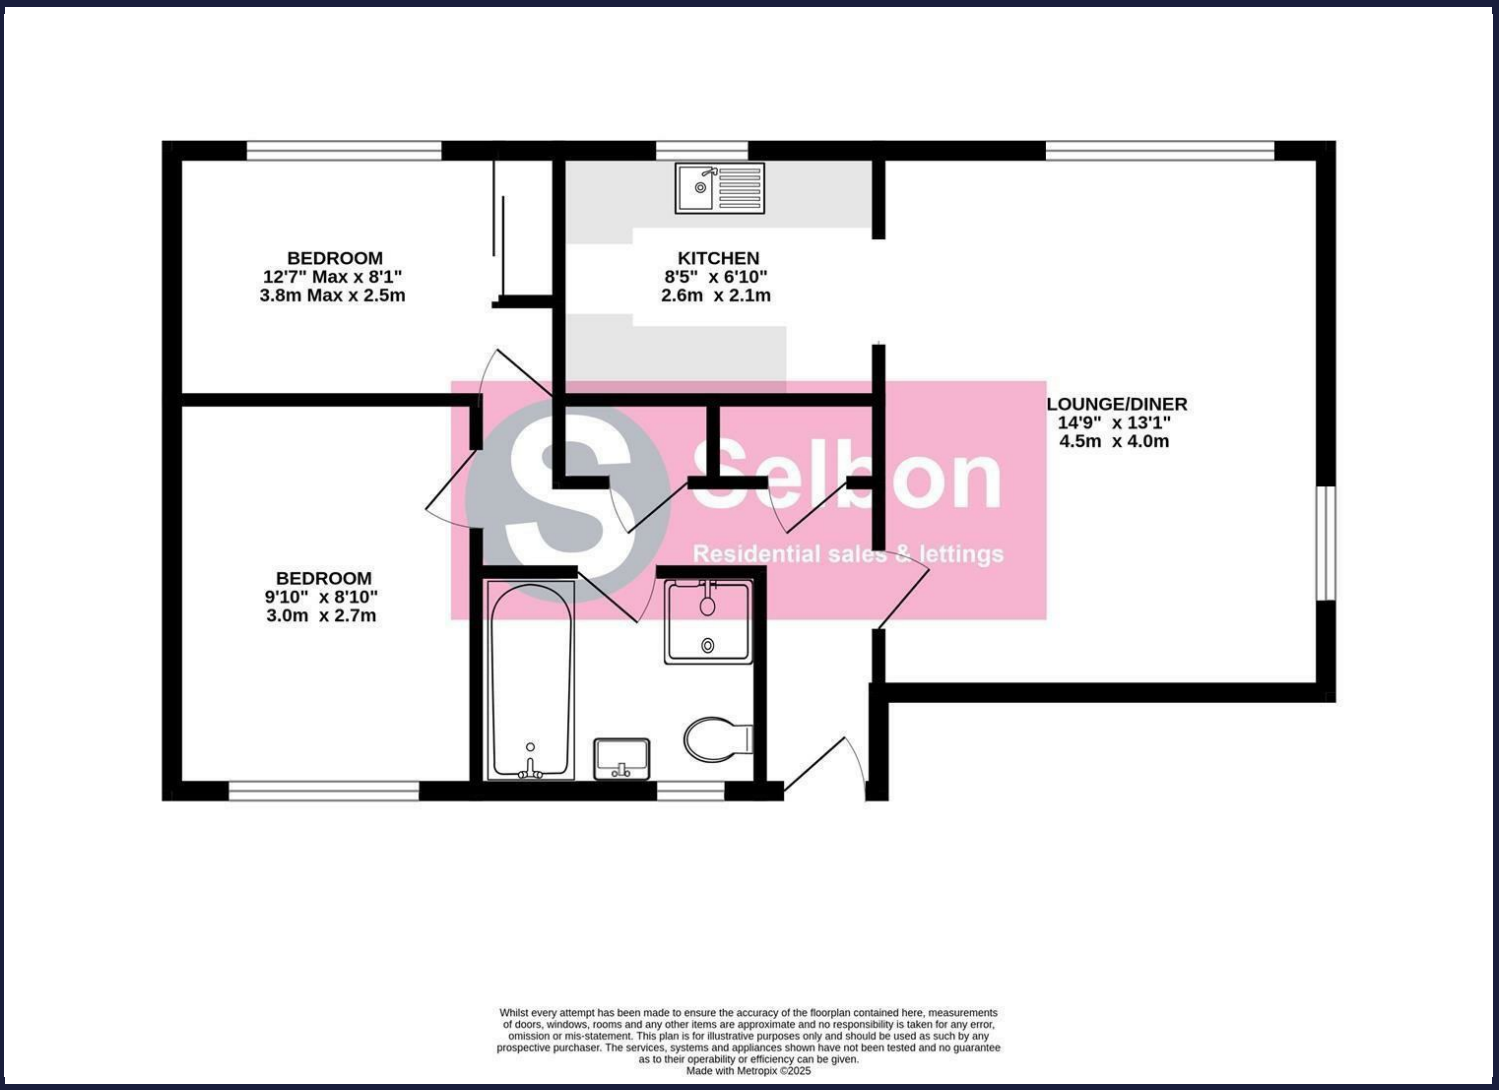 BEDROOM
12'7" Max x 8'1"
3.8m Max x 2.5m
KITCHEN
8'5" x 6'10"
2.6m x 2.1m
LOUNGE/DINER
14'9" x 13'1"
4.5m x 4.0m
S
Selbon
Residential sales & lettings
BEDROOM
9'10" x 8'10"
3.0m x 2.7m
Whilst every attempt has been made to ensure the accuracy of the floorplan contained here, measurements
of doors, windows, rooms and any other items are approximate and no responsibility is taken for any error,
omission or mis-statement. This plan is for illustrative purposes only and should be used as such by any
prospective purchaser. The services, systems and appliances shown have not been tested and no guarantee
as to their operability or efficiency can be given.
Made with Metropix ©2025